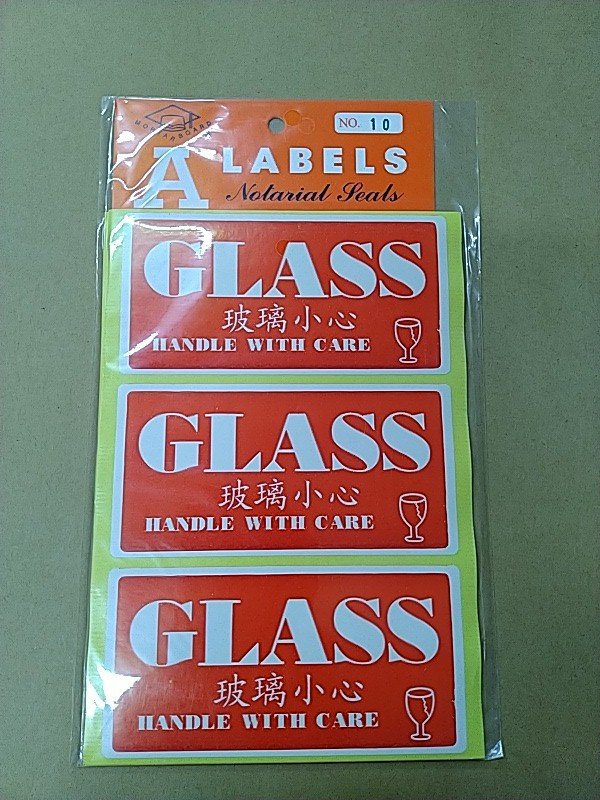 MORTARBOARD
NO. 10
A LABELS
Notarial Seals
GLASS
玻璃小心
HANDLE WITH CARE
GLASS
玻璃小心
HANDLE WITH CARE
GLASS
玻璃小心
HANDLE WITH CARE